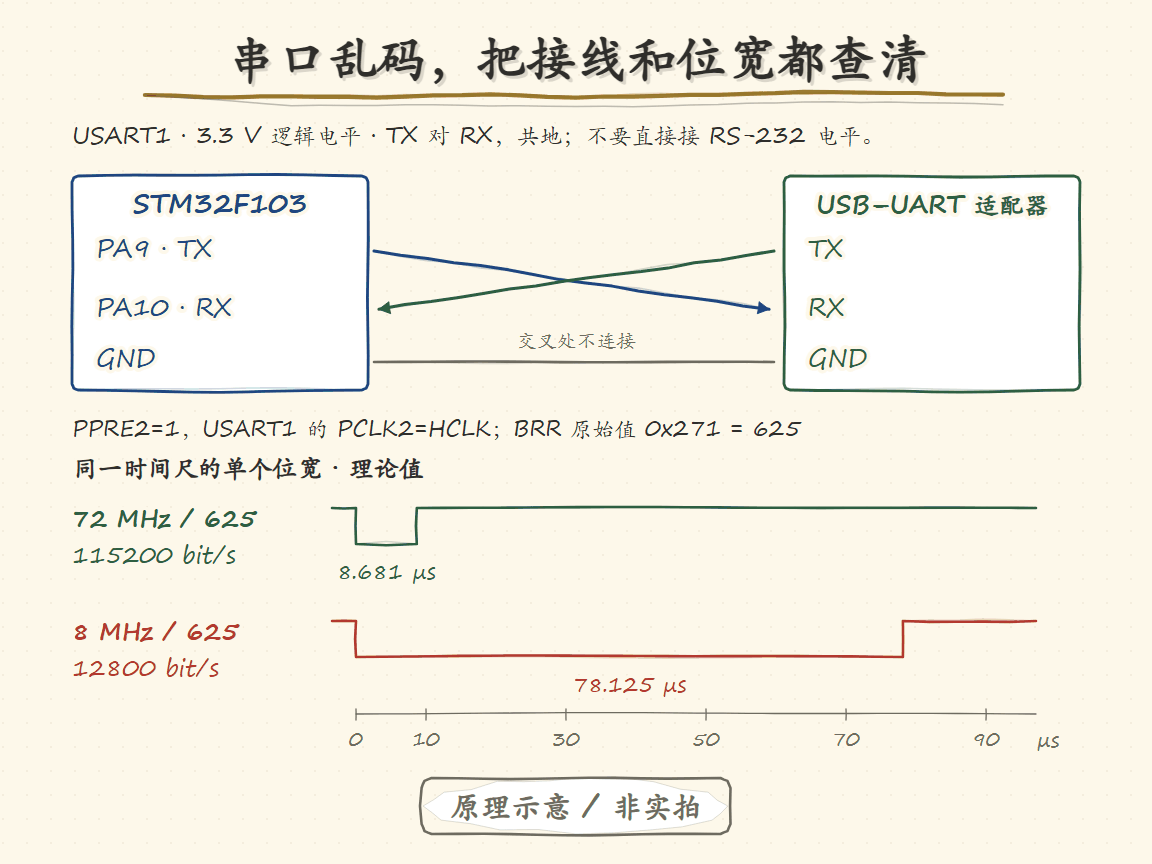 串口乱码，把接线和位宽都查清
USART1 · 3.3 V 逻辑电平 · TX 对 RX，共地；不要直接接 RS-232 电平。
STM32F103
USB-UART 适配器
PA9 · TX
TX
PA10 · RX
RX
交叉处不连接
GND
GND
PPRE2=1，USART1 的 PCLK2=HCLK；BRR 原始值 0x271 = 625
同一时间尺的单个位宽 · 理论值
72 MHz / 625
115200 bit/s
8.681 μs
8 MHz / 625
12800 bit/s
78.125 μs
0 10 30 50 70 90 μs
原理示意 / 非实拍